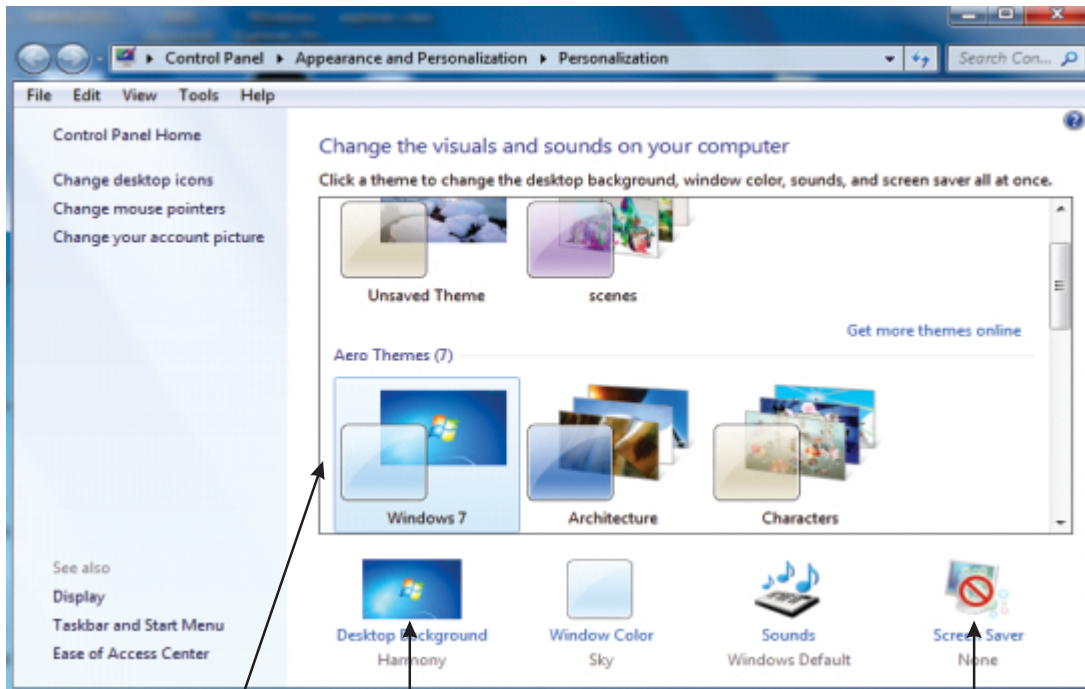 Control Panel Appearance and Personalization Personalization
Search Con...
File Edit View Tools Help
Control Panel Home
Change desktop icons
Change mouse pointers
Change your account picture
Change the visuals and sounds on your computer
Click a theme to change the desktop background, window color, sounds, and screen saver all at once.
Unsaved Theme scenes
Get more themes online
Aero Themes (7)
Windows 7 Architecture Characters
See also
Display
Taskbar and Start Menu
Ease of Access Center
Desktop Background Window Color Sounds Screen Saver
Harmony Sky Windows Default None